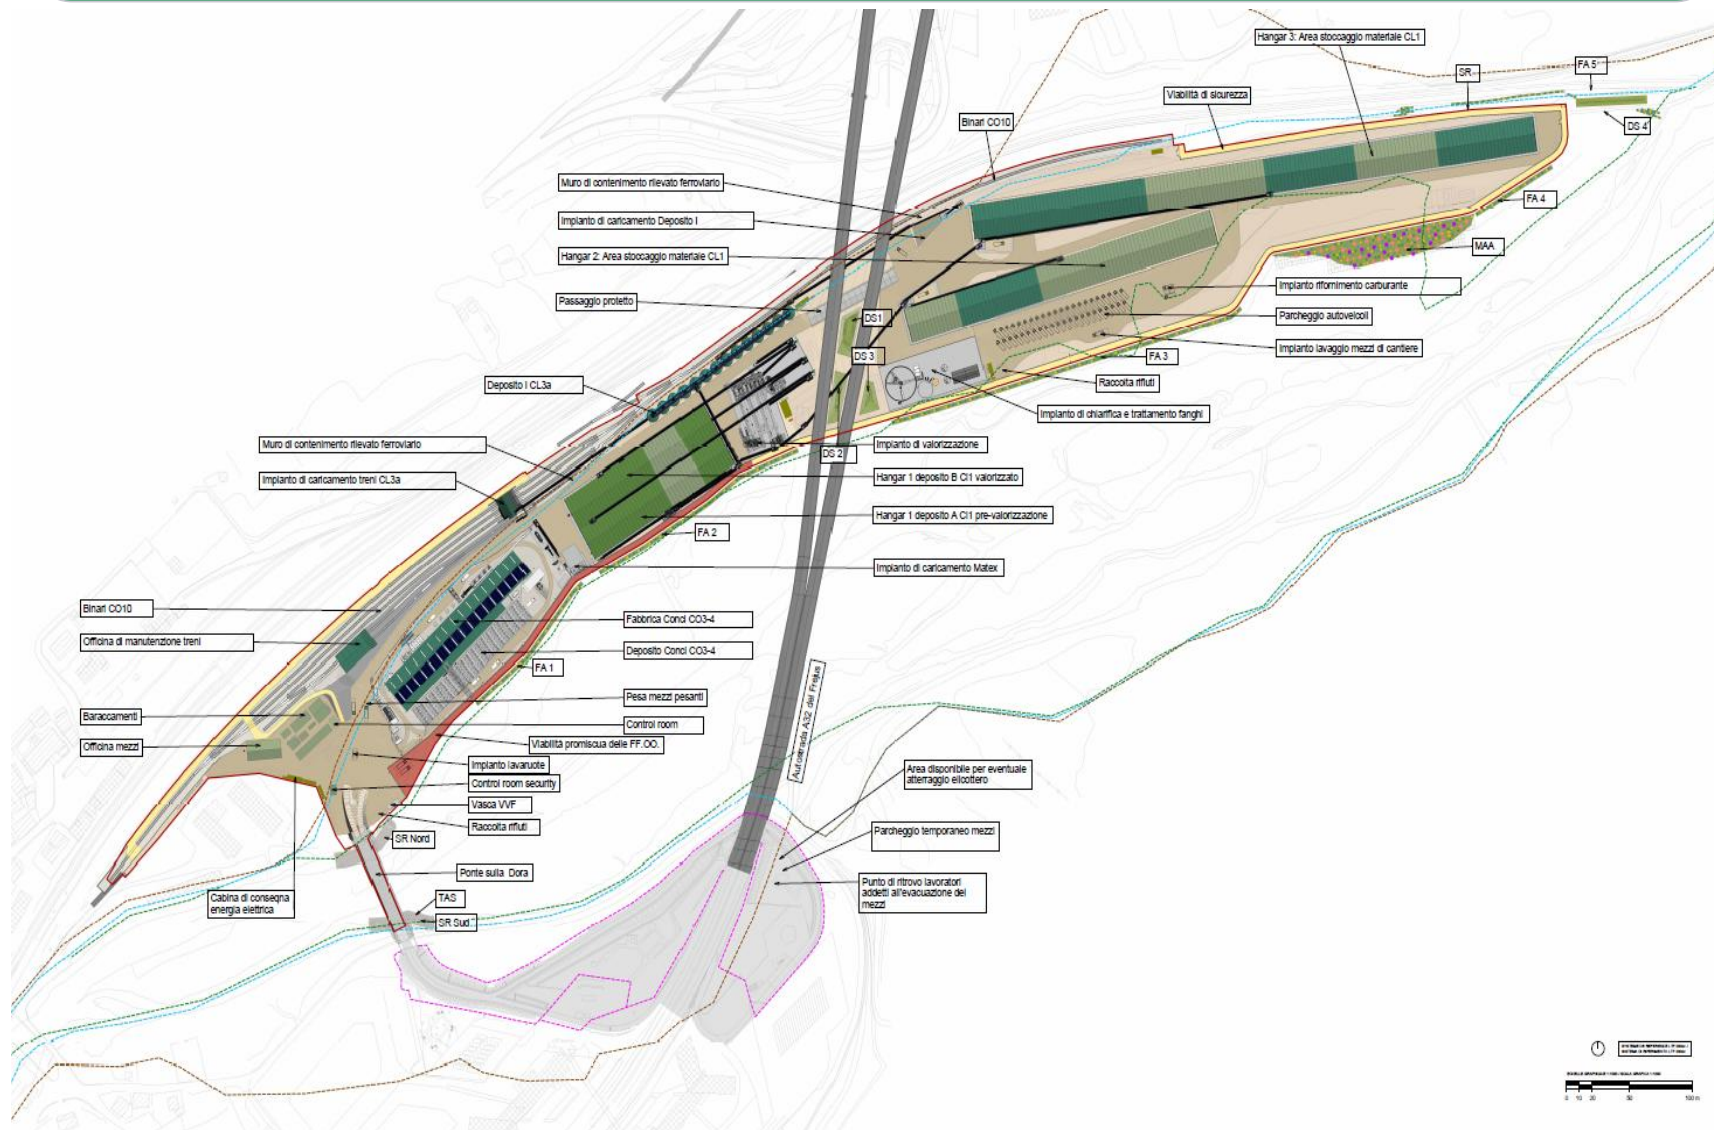 Hangar 3: Area stoccaggio materiale CL1
FA 5
SR
Viabilità di sicurezza
Binari CO10
DS 4
Muro di contenimento rilevato ferroviario
FA 4
Impianto di caricamento Deposito I
MAA
Hangar 2: Area stoccaggio materiale CL1
Impianto rifornimento carburante
Passaggio protetto
DS1
Parcheggio autoveicoli
DS 3
FA 3
Impianto lavaggio mezzi di cantiere
Deposito I CL3a
Raccolta rifiuti
Impianto di chiarifica e trattamento fanghi
Muro di contenimento rilevato ferroviario
Impianto di valorizzazione
DS 2
Impianto di caricamento treni CL3a
Hangar 1 deposito B Cl1 valorizzato
Hangar 1 deposito A Cl1 pre-valorizzazione
FA 2
Impianto di caricamento Matex
Binari CO10
Fabbrica Conci CO3-4
Officina di manutenzione treni
Deposito Conci CO3-4
FA 1
Pesa mezzi pesanti
Baraccamenti
Control room
Officina mezzi
Viabilità promiscua delle FF.OO.
Autostrada A32 del Frejus
Impianto lavaruote
Area disponibile per eventuale
atterraggio elicottero
Control room security
Vasca VVF
Raccolta rifiuti
Parcheggio temporaneo mezzi
SR Nord
Ponte sulla Dora
Punto di ritrovo lavoratori
addetti all'evacuazione dei
mezzi
Cabina di consegna
energia elettrica
TAS
SR Sud
0 10 20 50 100 m